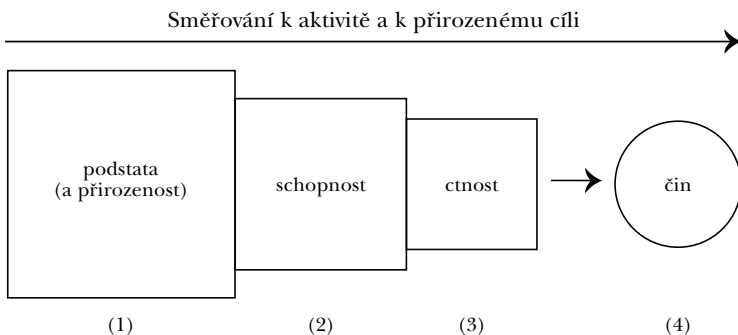 Směřování k aktivitě a k přirozenému cíli
podstata
(a přirozenost)
schopnost
ctnost
čin
(1)
(2)
(3)
(4)